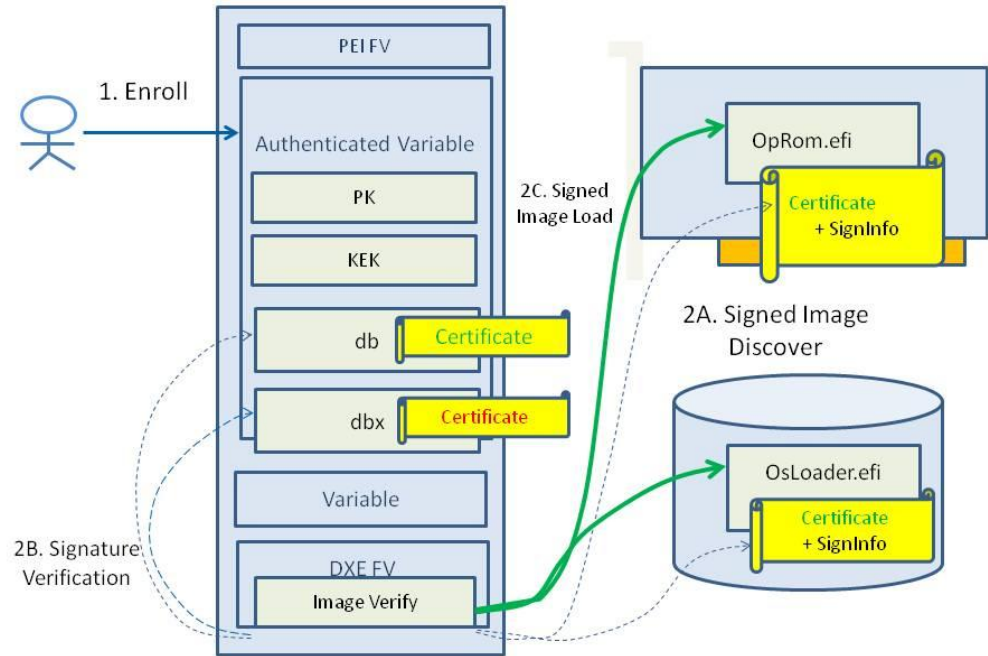 PEI FV
1. Enroll
Authenticated Variable
PK
KEK
db
Certificate
dbx
Certificate
Variable
2B. Signature
Verification
DXE FV
Image Verify
2C. Signed
Image Load
OpRom.efi
Certificate
+ SignInfo
2A. Signed Image
Discover
OsLoader.efi
Certificate
+ SignInfo